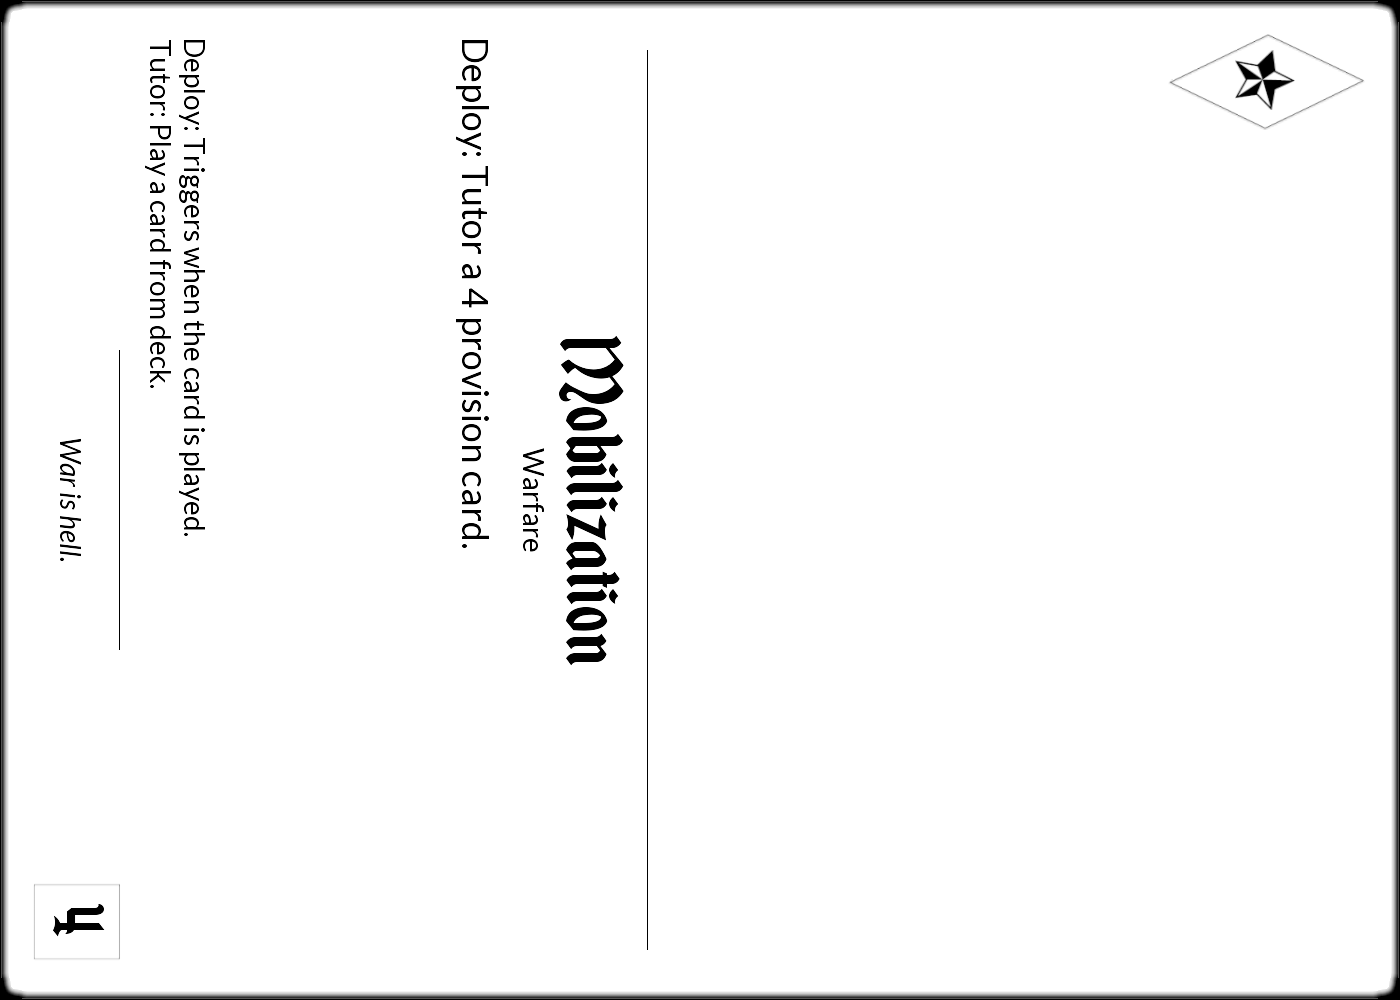 Mobilization
Warfare
Deploy: Tutor a 4 provision card.
Deploy: Triggers when the card is played.
Tutor: Play a card from deck.
War is hell.
4